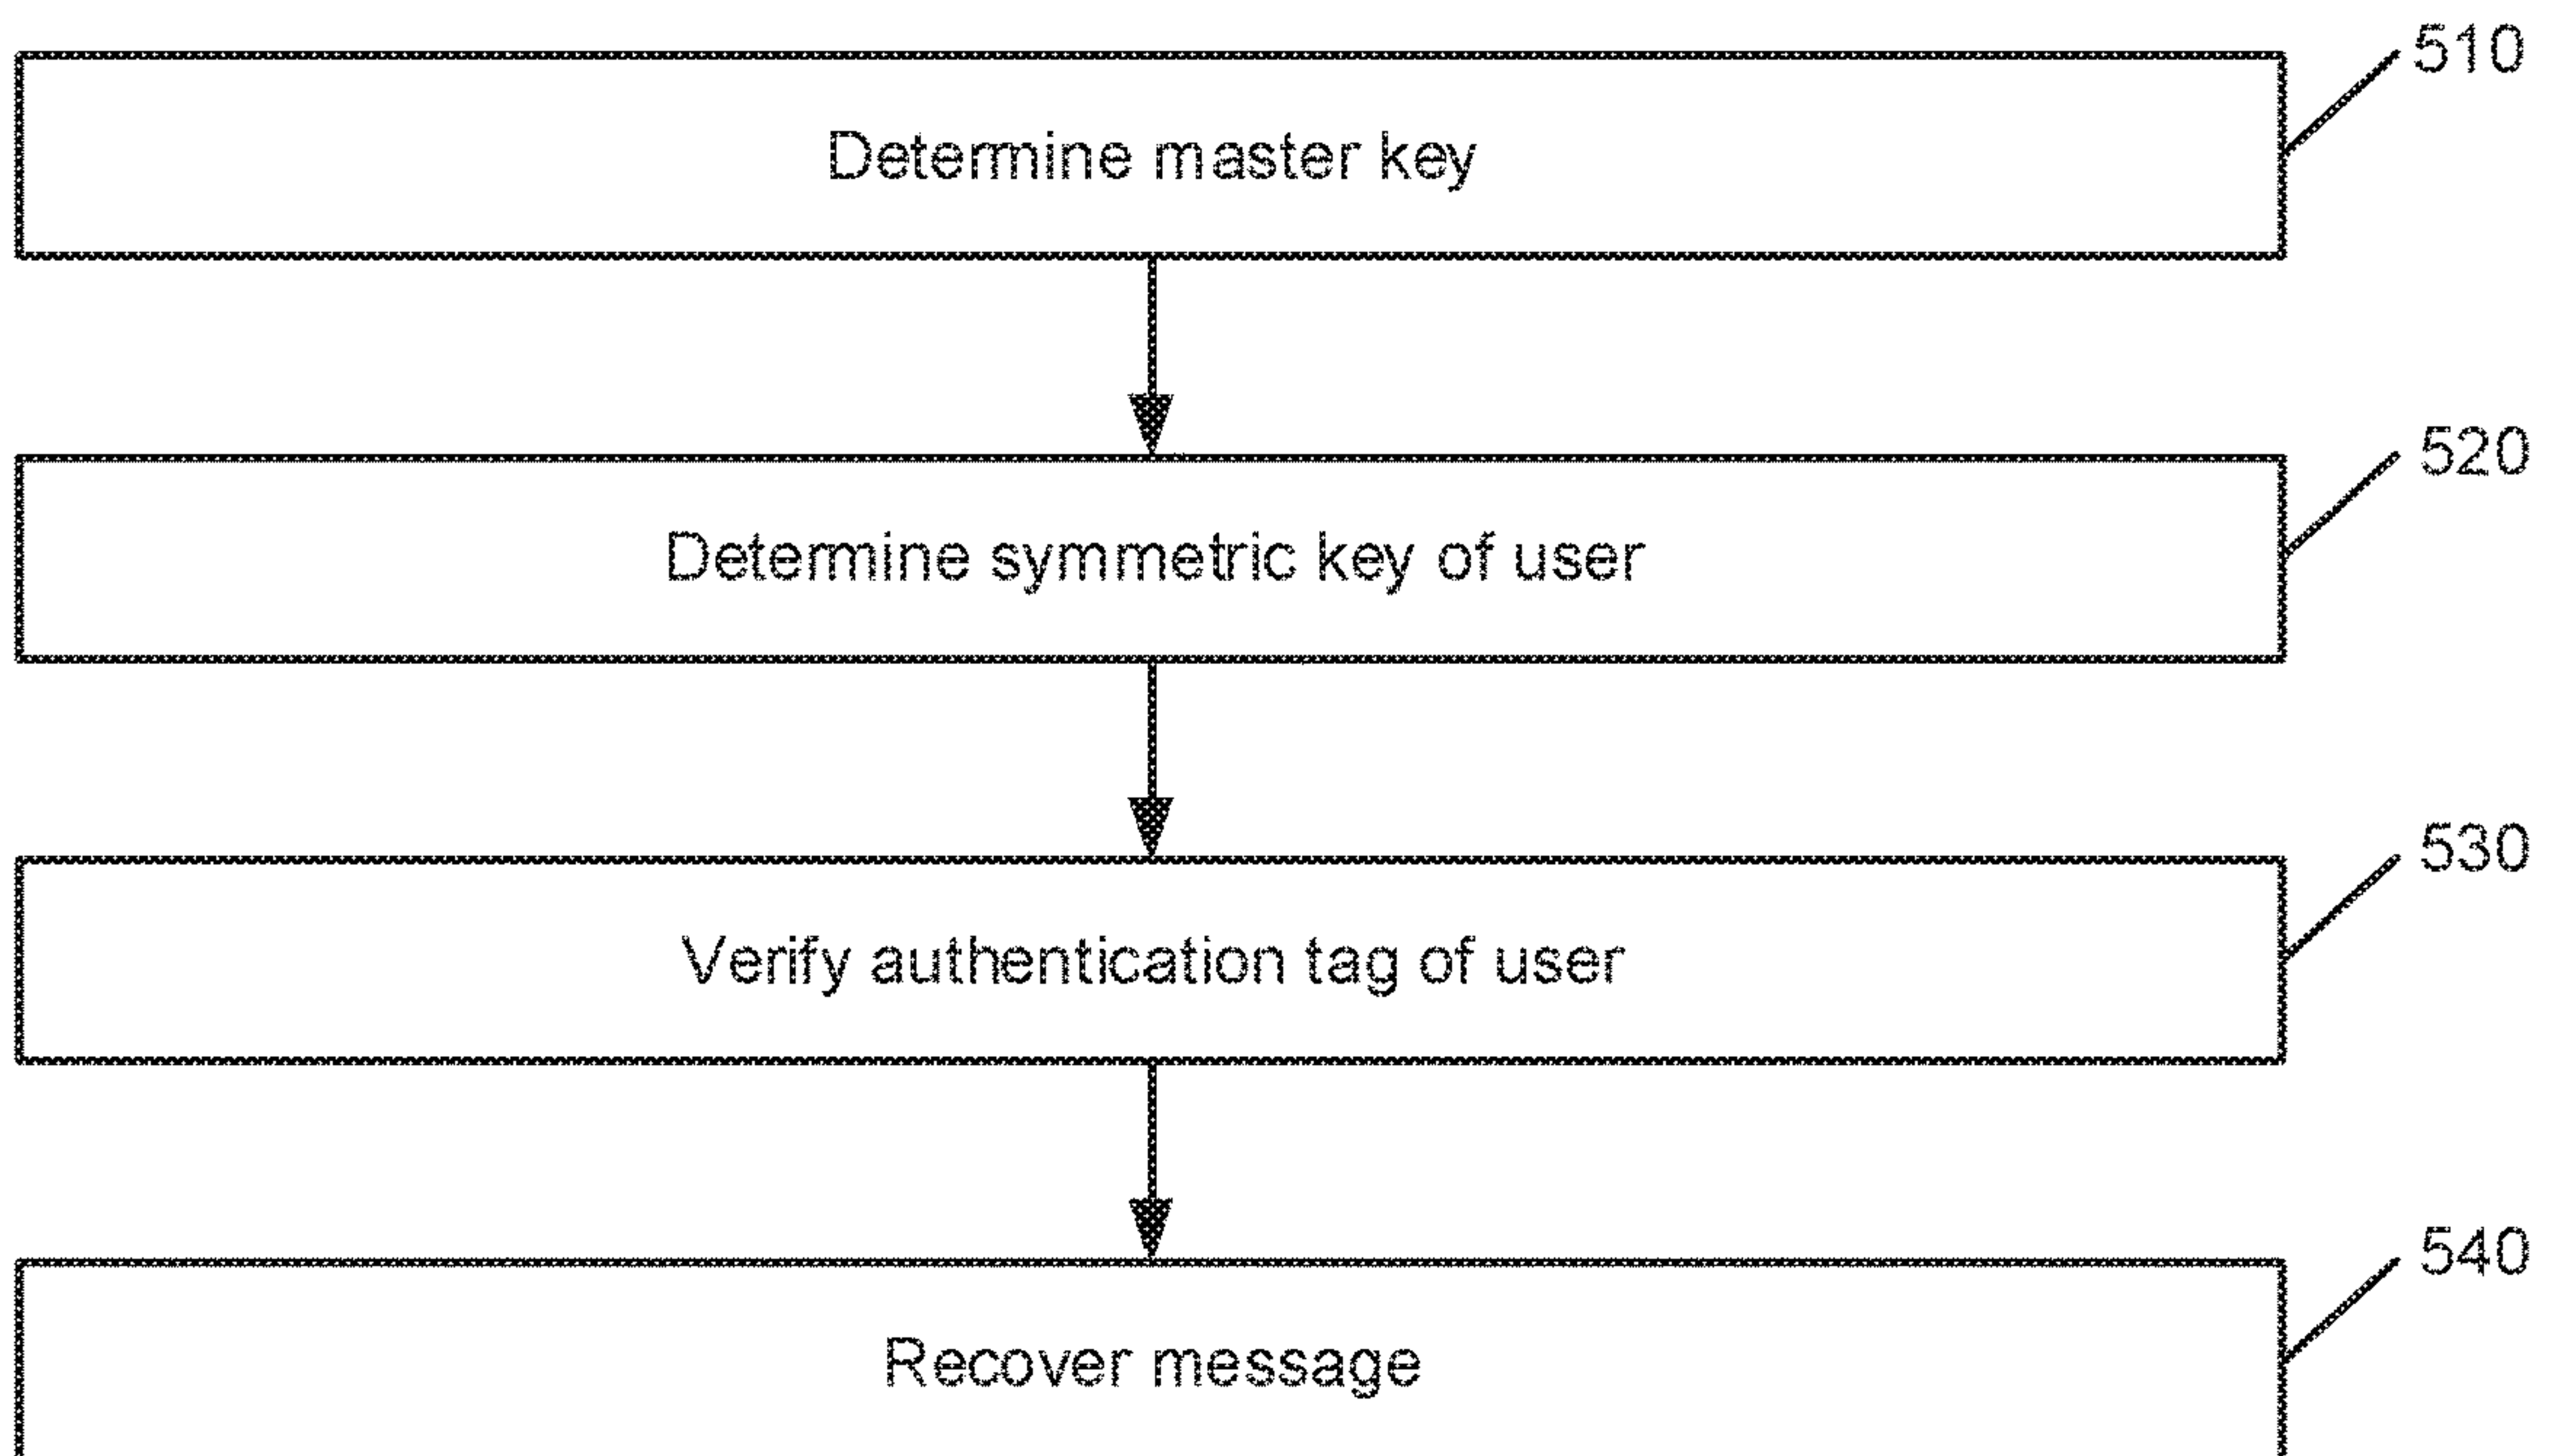 510
Determine master key
520
Determine symmetric key of user
530
Verify authentication tag of user
540
Recover message